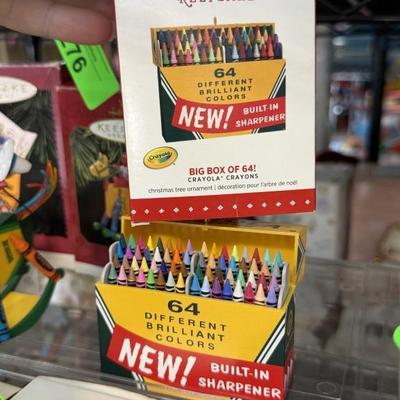 KEEPSAKE
76
64
DIFFERENT
BRILLIANT
COLORS
NEW!
BUILT-IN
SHARPENER
Crayola
BIG BOX OF 64!
CRAYOLA® CRAYONS
christmas tree ornament | décoration pour l'arbre de noël
64
DIFFERENT
BRILLIANT
COLORS
NEW!
BUILT-IN
SHARPENER